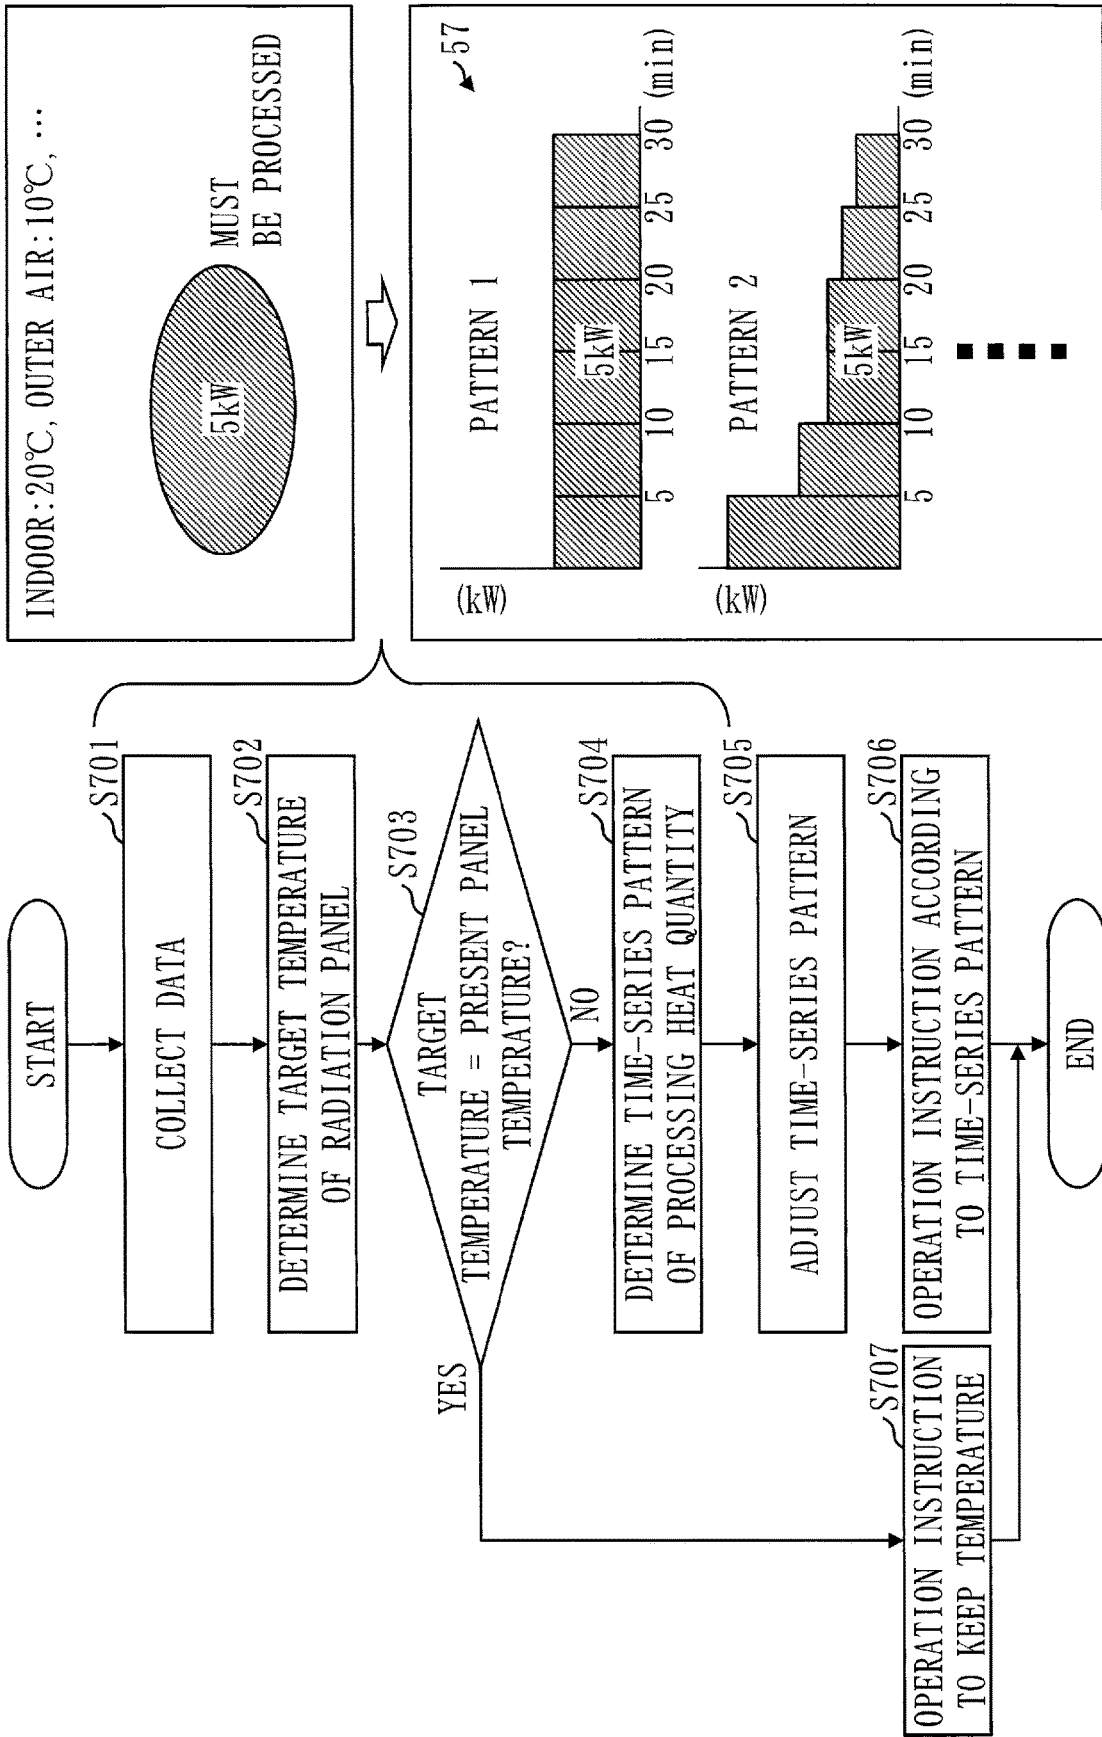 START
S701
COLLECT DATA
S702
DETERMINE TARGET TEMPERATURE
OF RADIATION PANEL
S703
TARGET
TEMPERATURE = PRESENT PANEL
TEMPERATURE?
YES
NO
S704
DETERMINE TIME-SERIES PATTERN
OF PROCESSING HEAT QUANTITY
S705
ADJUST TIME-SERIES PATTERN
S706
OPERATION INSTRUCTION ACCORDING
TO TIME-SERIES PATTERN
S707
OPERATION INSTRUCTION
TO KEEP TEMPERATURE
END
INDOOR:20℃, OUTER AIR:10℃, ...
5kW
MUST
BE PROCESSED
57
(kW)
PATTERN 1
5kW
5 10 15 20 25 30 (min)
(kW)
PATTERN 2
5kW
5 10 15 20 25 30 (min)